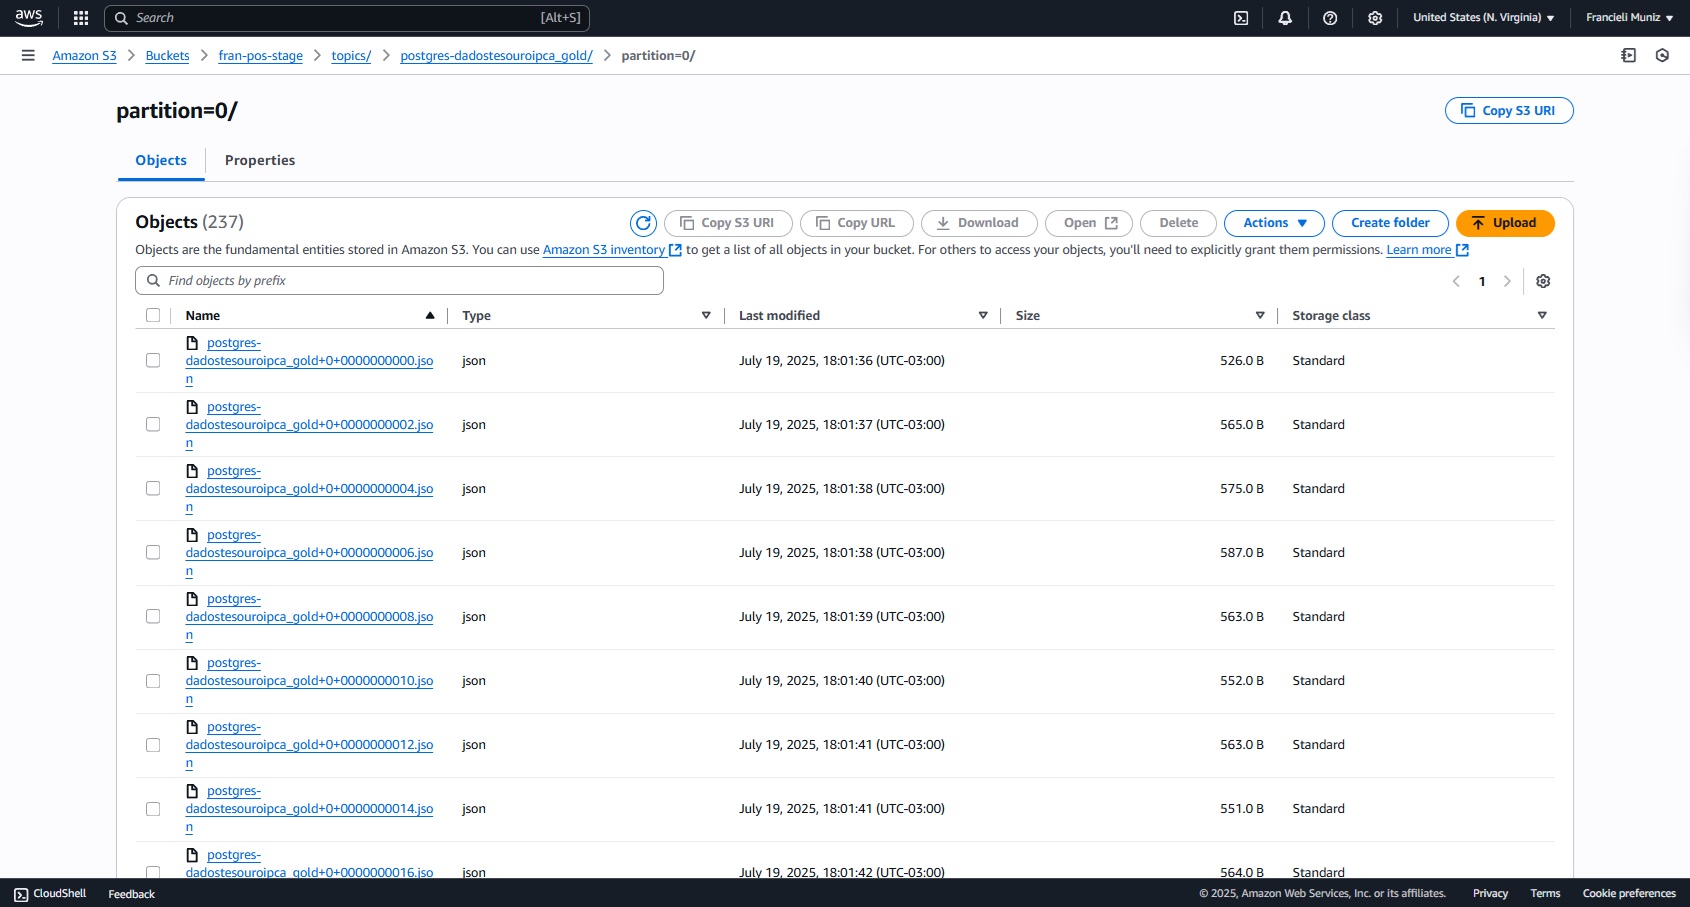 aws
Search [Alt+S]
United States (N. Virginia)
Francieli Muniz
Amazon S3
Buckets
fran-pos-stage
topics/
postgres-dadostesouroipca_gold/
partition=0/
partition=0/
Copy S3 URI
Objects
Properties
Objects (237)
Copy S3 URI
Copy URL
Download
Open
Delete
Actions
Create folder
Upload
Objects are the fundamental entities stored in Amazon S3. You can use Amazon S3 inventory to get a list of all objects in your bucket. For others to access your objects, you'll need to explicitly grant them permissions. Learn more
Find objects by prefix
1
Name Type Last modified Size Storage class
postgres-
dadostesouroipca_gold+0+0000000000.jso json July 19, 2025, 18:01:36 (UTC-03:00) 526.0 B Standard
n
postgres-
dadostesouroipca_gold+0+0000000002.jso json July 19, 2025, 18:01:37 (UTC-03:00) 565.0 B Standard
n
postgres-
dadostesouroipca_gold+0+0000000004.jso json July 19, 2025, 18:01:38 (UTC-03:00) 575.0 B Standard
n
postgres-
dadostesouroipca_gold+0+0000000006.jso json July 19, 2025, 18:01:38 (UTC-03:00) 587.0 B Standard
n
postgres-
dadostesouroipca_gold+0+0000000008.jso json July 19, 2025, 18:01:39 (UTC-03:00) 563.0 B Standard
n
postgres-
dadostesouroipca_gold+0+0000000010.jso json July 19, 2025, 18:01:40 (UTC-03:00) 552.0 B Standard
n
postgres-
dadostesouroipca_gold+0+0000000012.jso json July 19, 2025, 18:01:41 (UTC-03:00) 563.0 B Standard
n
postgres-
dadostesouroipca_gold+0+0000000014.jso json July 19, 2025, 18:01:41 (UTC-03:00) 551.0 B Standard
n
postgres-
dadostesouroipca_gold+0+0000000016.jso json July 19, 2025, 18:01:42 (UTC-03:00) 564.0 B Standard
CloudShell Feedback © 2025, Amazon Web Services, Inc. or its affiliates. Privacy Terms Cookie preferences